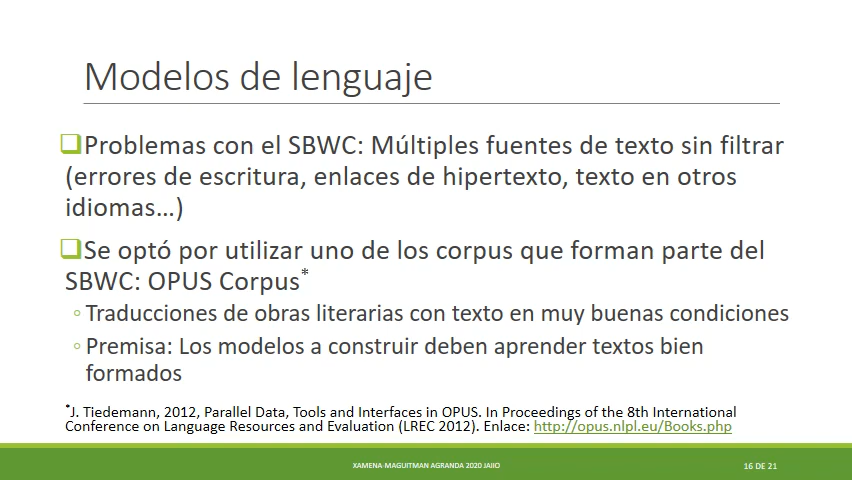 Modelos de lenguaje
❑Problemas con el SBWC: Múltiples fuentes de texto sin filtrar
(errores de escritura, enlaces de hipertexto, texto en otros
idiomas…)
❑Se optó por utilizar uno de los corpus que forman parte del
SBWC: OPUS Corpus*
◦Traducciones de obras literarias con texto en muy buenas condiciones
◦Premisa: Los modelos a construir deben aprender textos bien
formados
*J. Tiedemann, 2012, Parallel Data, Tools and Interfaces in OPUS. In Proceedings of the 8th International
Conference on Language Resources and Evaluation (LREC 2012). Enlace: http://opus.nlpl.eu/Books.php
XAMENA-MAGUITMAN AGRANDA 2020 JAIIO
16 DE 21